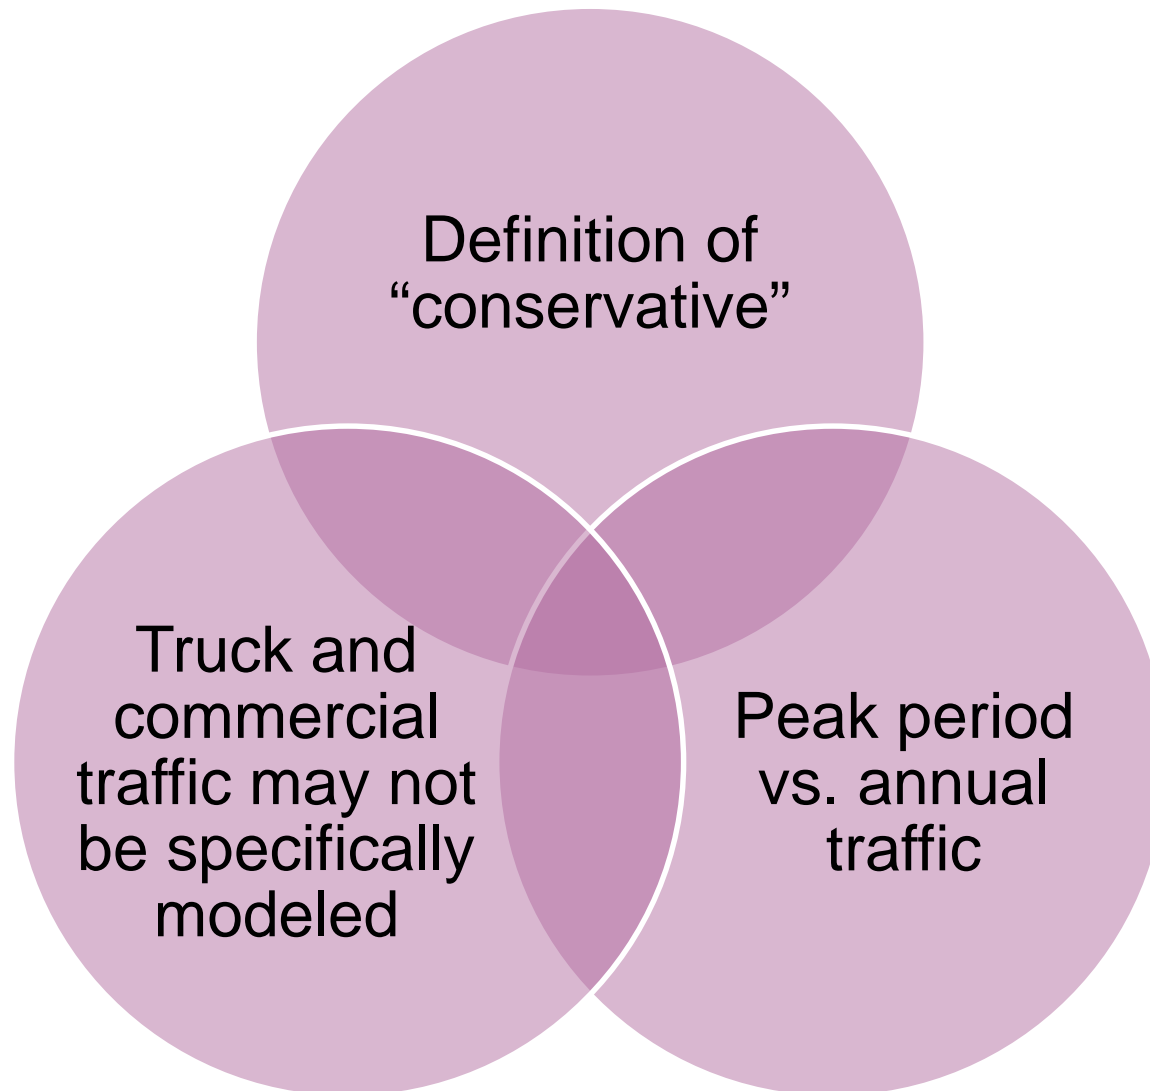 Definition of
“conservative”
Truck and
commercial
traffic may not
be specifically
modeled
Peak period
vs. annual
traffic